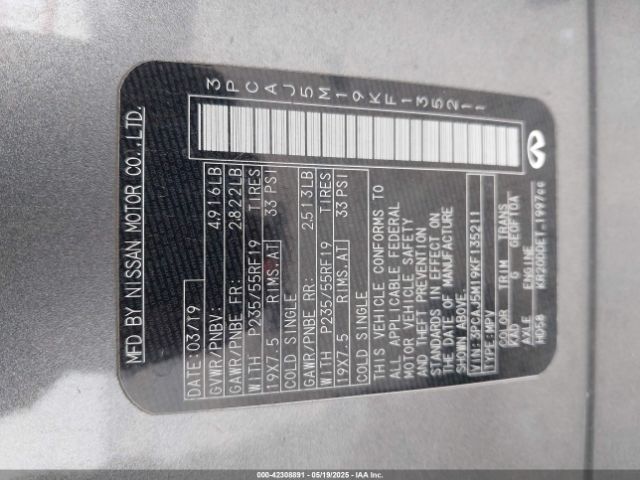 MFD BY NISSAN MOTOR CO., LTD.
3PCAJ5M19KF135211
DATE: 03/19
GVWR/PNBV: 4,916LB
GAWR/PNBE FR: 2,822LB
WITH P235/55RF19 TIRES
19X7.5 RIMS.AT 33 PSI
COLD SINGLE
GAWR/PNBE RR: 2,513LB
WITH P235/55RF19 TIRES
19X7.5 RIMS.AT 33 PSI
COLD SINGLE
THIS VEHICLE CONFORMS TO
ALL APPLICABLE FEDERAL
MOTOR VEHICLE SAFETY
AND THEFT PREVENTION
STANDARDS IN EFFECT ON
THE DATE OF MANUFACTURE
SHOWN ABOVE.
VIN: 3PCAJ5M19KF135211
TYPE: MPV
COLOR TRIM TRANS
KAD G GE0F10A
AXLE ENGINE
HD58 KR20DDET-1997cc
000-42308891 - 05/19/2025 - IAAI.com